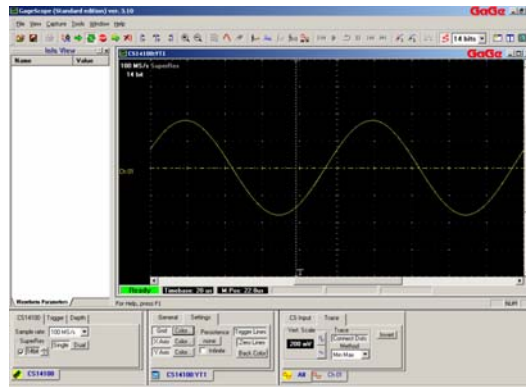 GageScope (Standard edition) ver. 3.10
GaGe
File View Capture Tools Window Help
14 bits
Info View
Name Value
CS14100:YT1
GaGe
100 MS/s SuperRes
14 bit
Ch 01
Ready Timebase: 20 us M Pos: 22.0us
Waveform Parameters
For Help, press F1
NUM
CS14100 Trigger Depth
Sample rate 100 MS/s
SuperRes
Single Dual
CS14100
General Settings
Grid Color Persistence Trigger Lines
X Axis Color none Zero Lines
Y Axis Color Infinite Back Color
CS14100:YT1
CS Input Trace
Vert. Scale Trace
200 mV Connect Dots Invert
Method
Min-Max
All Ch 01